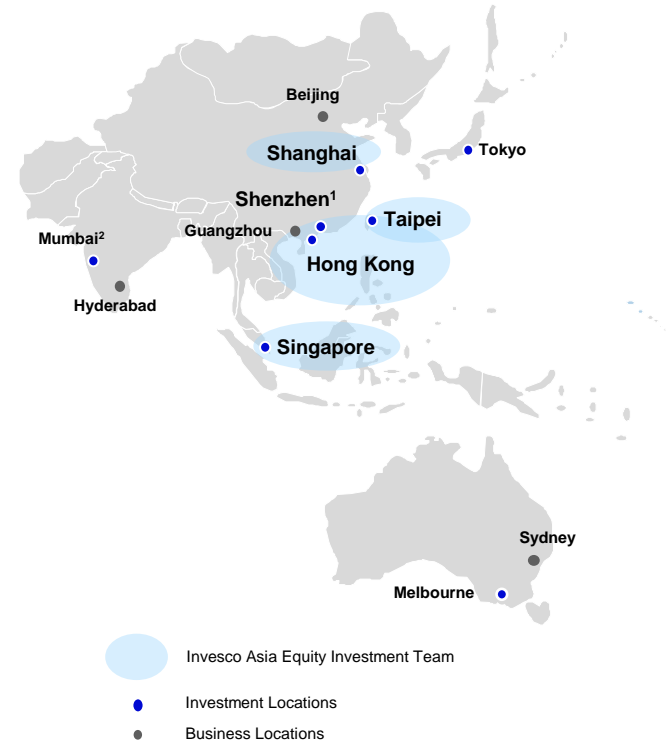 Beijing
Shanghai
Tokyo
Shenzhen¹
Taipei
Guangzhou
Mumbai²
Hong Kong
Hyderabad
Singapore
Sydney
Melbourne
Invesco Asia Equity Investment Team
Investment Locations
Business Locations